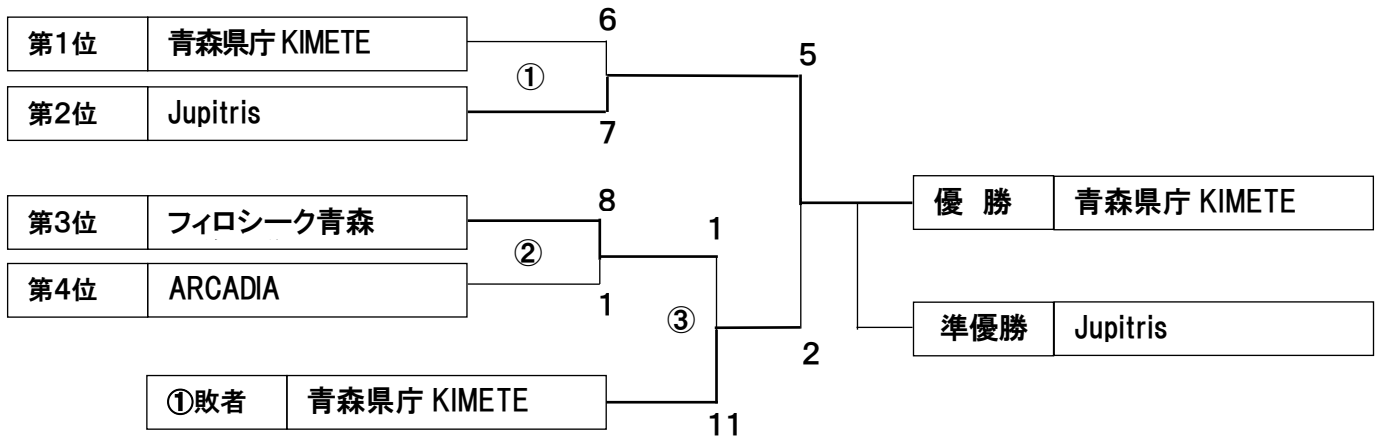 6
第1位 青森県庁 KIMETE
5
①
第2位 Jupitris
7
第3位 フィロシーク青森
8
1
優 勝 青森県庁 KIMETE
②
第4位 ARCADIA
1
③
準優勝 Jupitris
2
①敗者 青森県庁 KIMETE
11